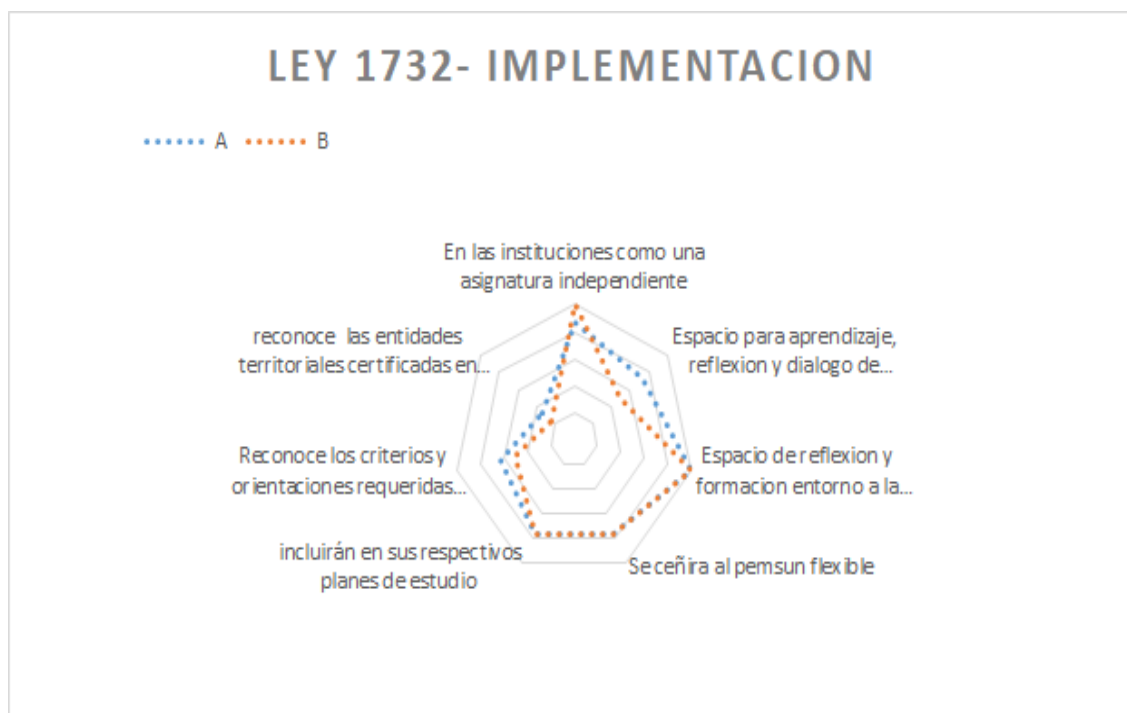 LEY 1732- IMPLEMENTACION
A B
En las instituciones como una
asignatura independiente
Espacio para aprendizaje,
reflexion y dialogo de...
Espacio de reflexion y
formacion entorno a la...
Se ceñira al pemsun flexible
incluirán en sus respectivos
planes de estudio
Reconoce los criterios y
orientaciones requeridas...
reconoce las entidades
territoriales certificadas en...